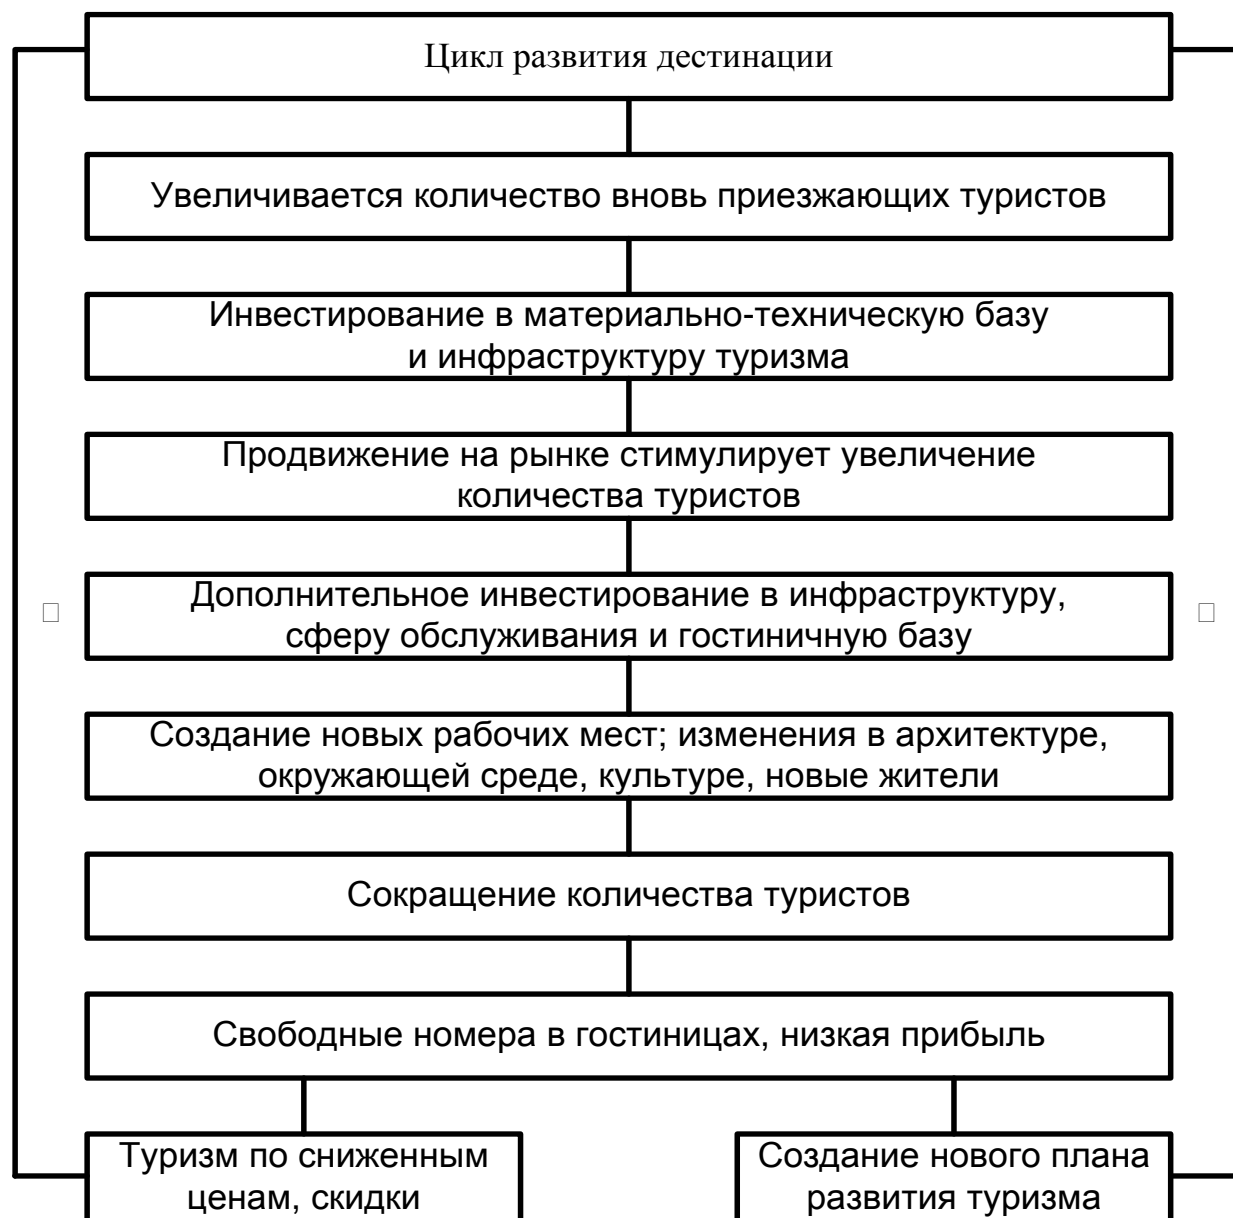 Цикл развития дестинации
Увеличивается количество вновь приезжающих туристов
Инвестирование в материально-техническую базу
и инфраструктуру туризма
Продвижение на рынке стимулирует увеличение
количества туристов
Дополнительное инвестирование в инфраструктуру,
сферу обслуживания и гостиничную базу
Создание новых рабочих мест; изменения в архитектуре,
окружающей среде, культуре, новые жители
Сокращение количества туристов
Свободные номера в гостиницах, низкая прибыль
Туризм по сниженным
ценам, скидки
Создание нового плана
развития туризма